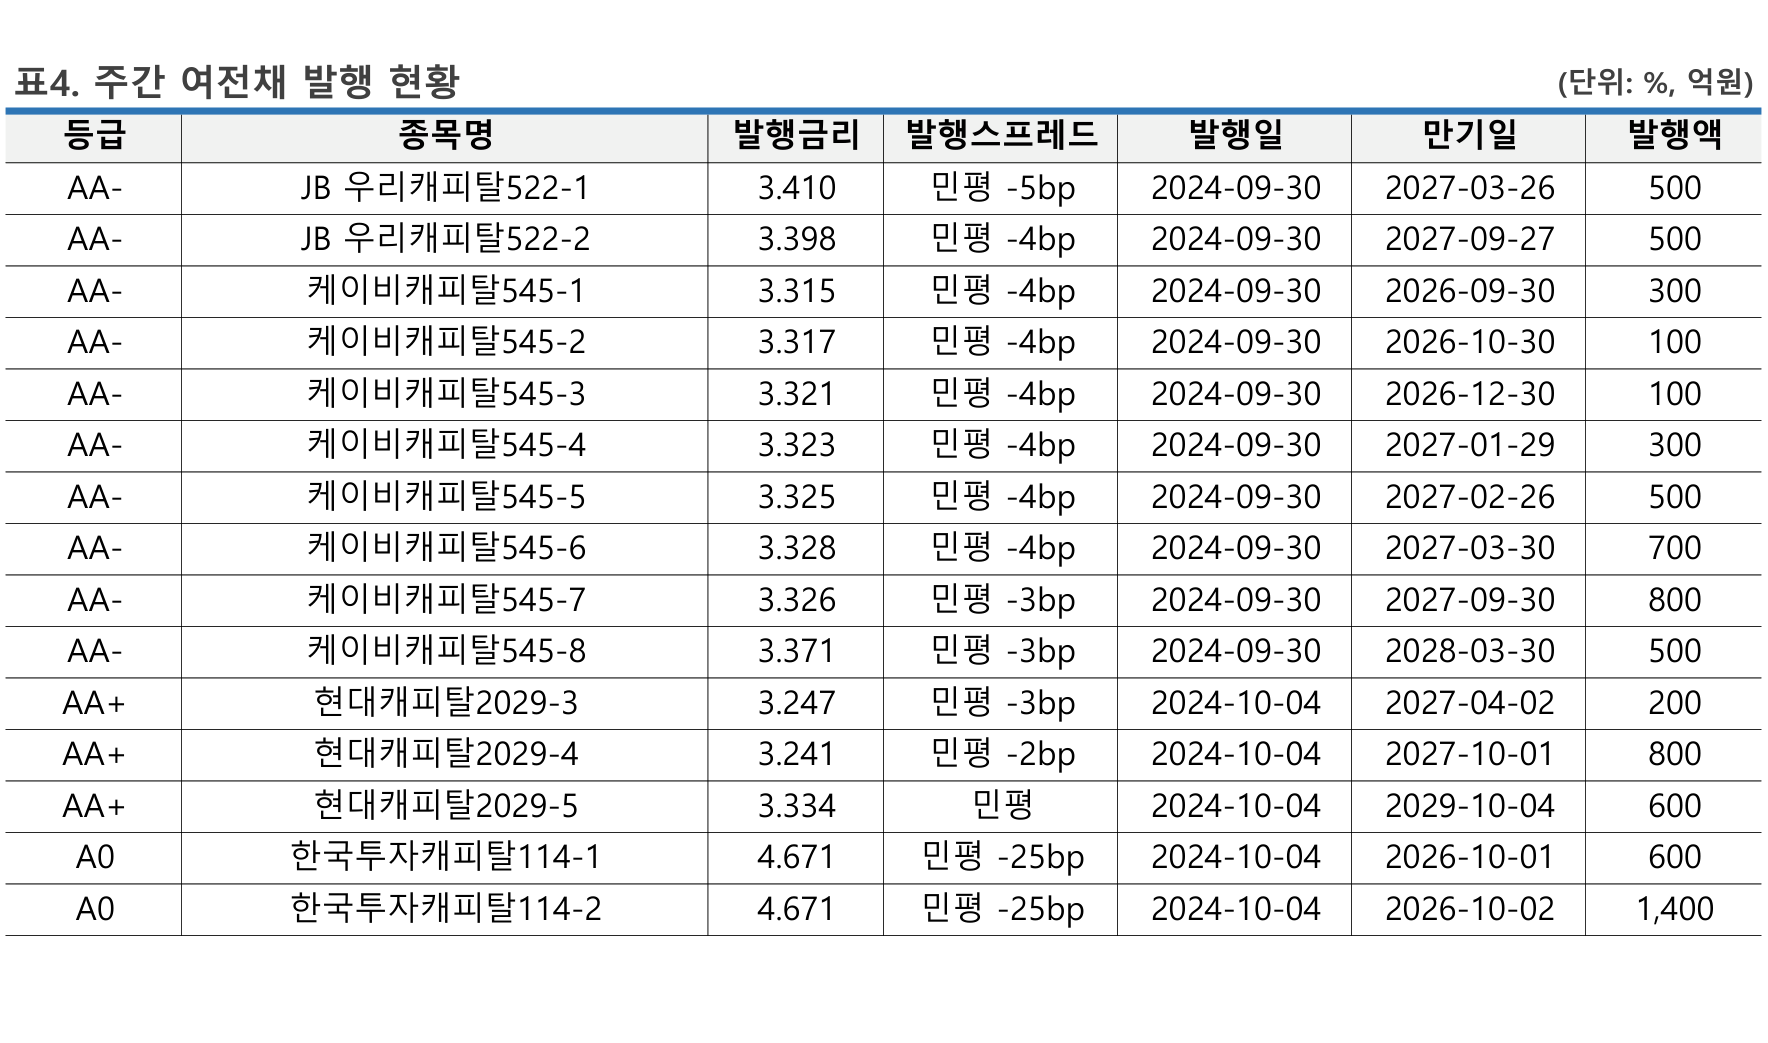 표4. 주간 여전채 발행 현황 (단위: %, 억원)
등급 종목명 발행금리 발행스프레드 발행일 만기일 발행액
AA- JB 우리캐피탈522-1 3.410 민평 -5bp 2024-09-30 2027-03-26 500
AA- JB 우리캐피탈522-2 3.398 민평 -4bp 2024-09-30 2027-09-27 500
AA- 케이비캐피탈545-1 3.315 민평 -4bp 2024-09-30 2026-09-30 300
AA- 케이비캐피탈545-2 3.317 민평 -4bp 2024-09-30 2026-10-30 100
AA- 케이비캐피탈545-3 3.321 민평 -4bp 2024-09-30 2026-12-30 100
AA- 케이비캐피탈545-4 3.323 민평 -4bp 2024-09-30 2027-01-29 300
AA- 케이비캐피탈545-5 3.325 민평 -4bp 2024-09-30 2027-02-26 500
AA- 케이비캐피탈545-6 3.328 민평 -4bp 2024-09-30 2027-03-30 700
AA- 케이비캐피탈545-7 3.326 민평 -3bp 2024-09-30 2027-09-30 800
AA- 케이비캐피탈545-8 3.371 민평 -3bp 2024-09-30 2028-03-30 500
AA+ 현대캐피탈2029-3 3.247 민평 -3bp 2024-10-04 2027-04-02 200
AA+ 현대캐피탈2029-4 3.241 민평 -2bp 2024-10-04 2027-10-01 800
AA+ 현대캐피탈2029-5 3.334 민평 2024-10-04 2029-10-04 600
A0 한국투자캐피탈114-1 4.671 민평 -25bp 2024-10-04 2026-10-01 600
A0 한국투자캐피탈114-2 4.671 민평 -25bp 2024-10-04 2026-10-02 1,400